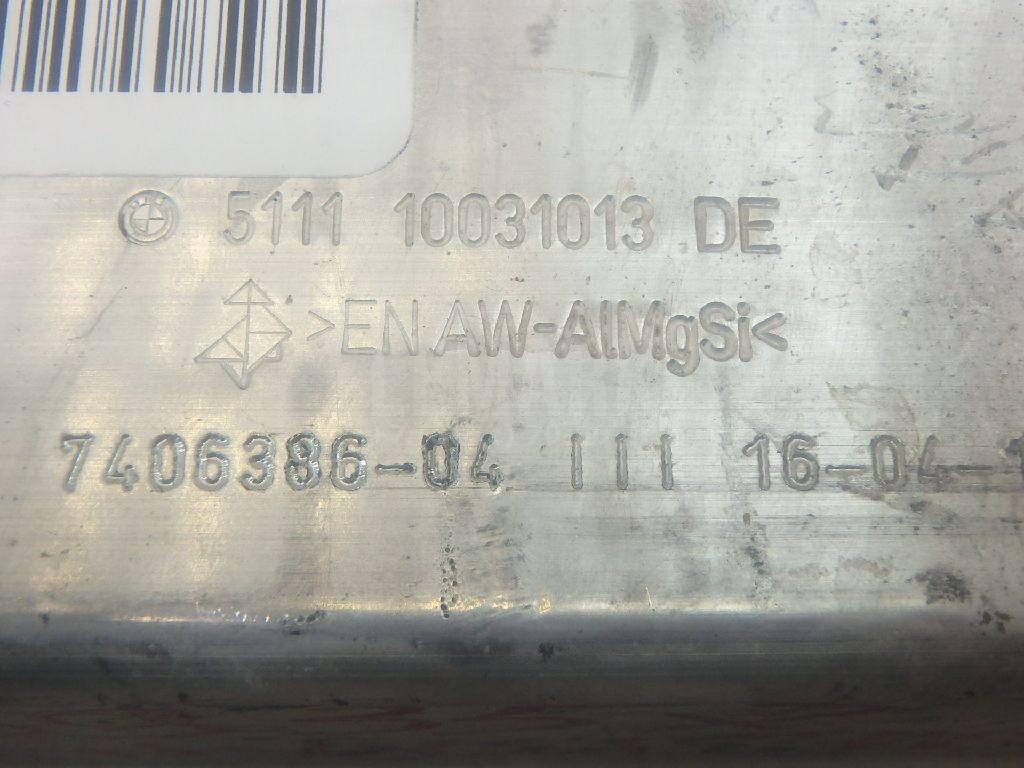 5111 10031013 DE
>EN AW-AlMgSi<
7406386-04 III 16-04-